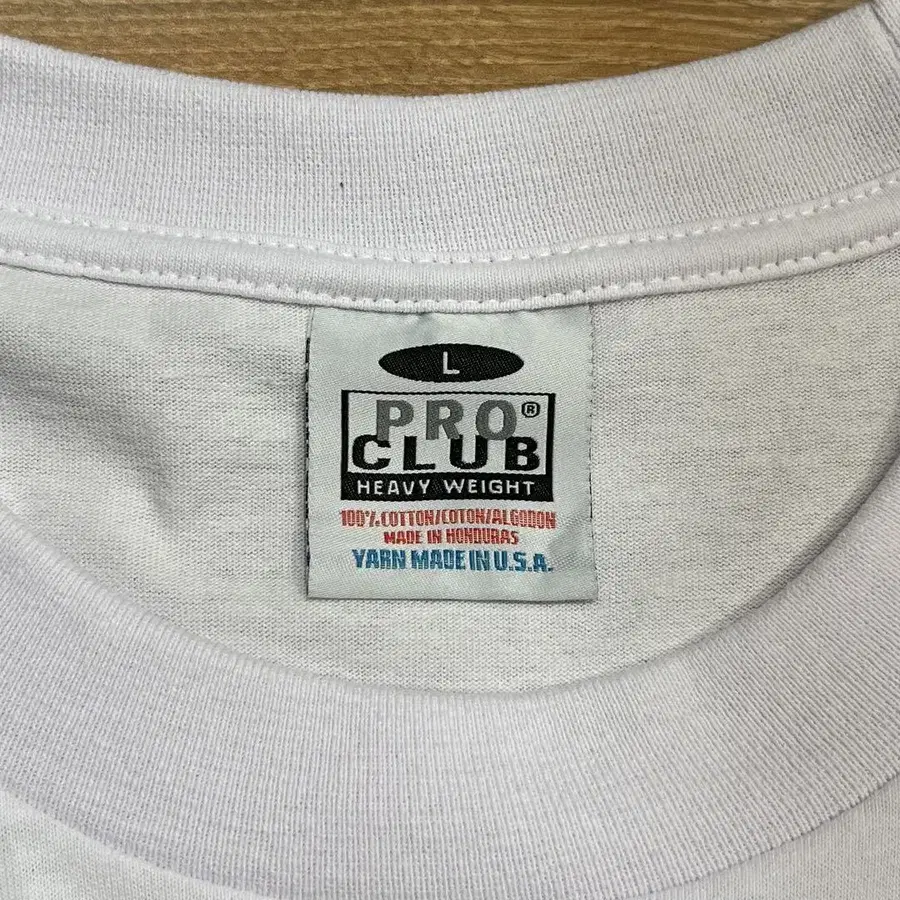 L
PRO®
CLUB
HEAVY WEIGHT
100% COTTON/COTON/ALGODON
MADE IN HONDURAS
YARN MADE IN U.S.A.